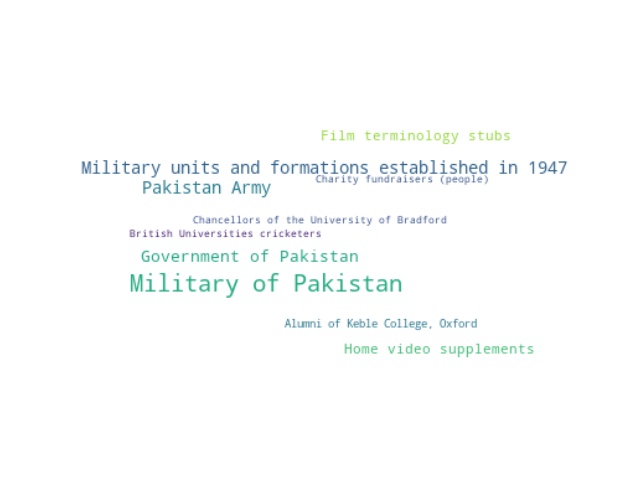 Film terminology stubs
Military units and formations established in 1947
Charity fundraisers (people)
Pakistan Army
Chancellors of the University of Bradford
British Universities cricketers
Government of Pakistan
Military of Pakistan
Alumni of Keble College, Oxford
Home video supplements